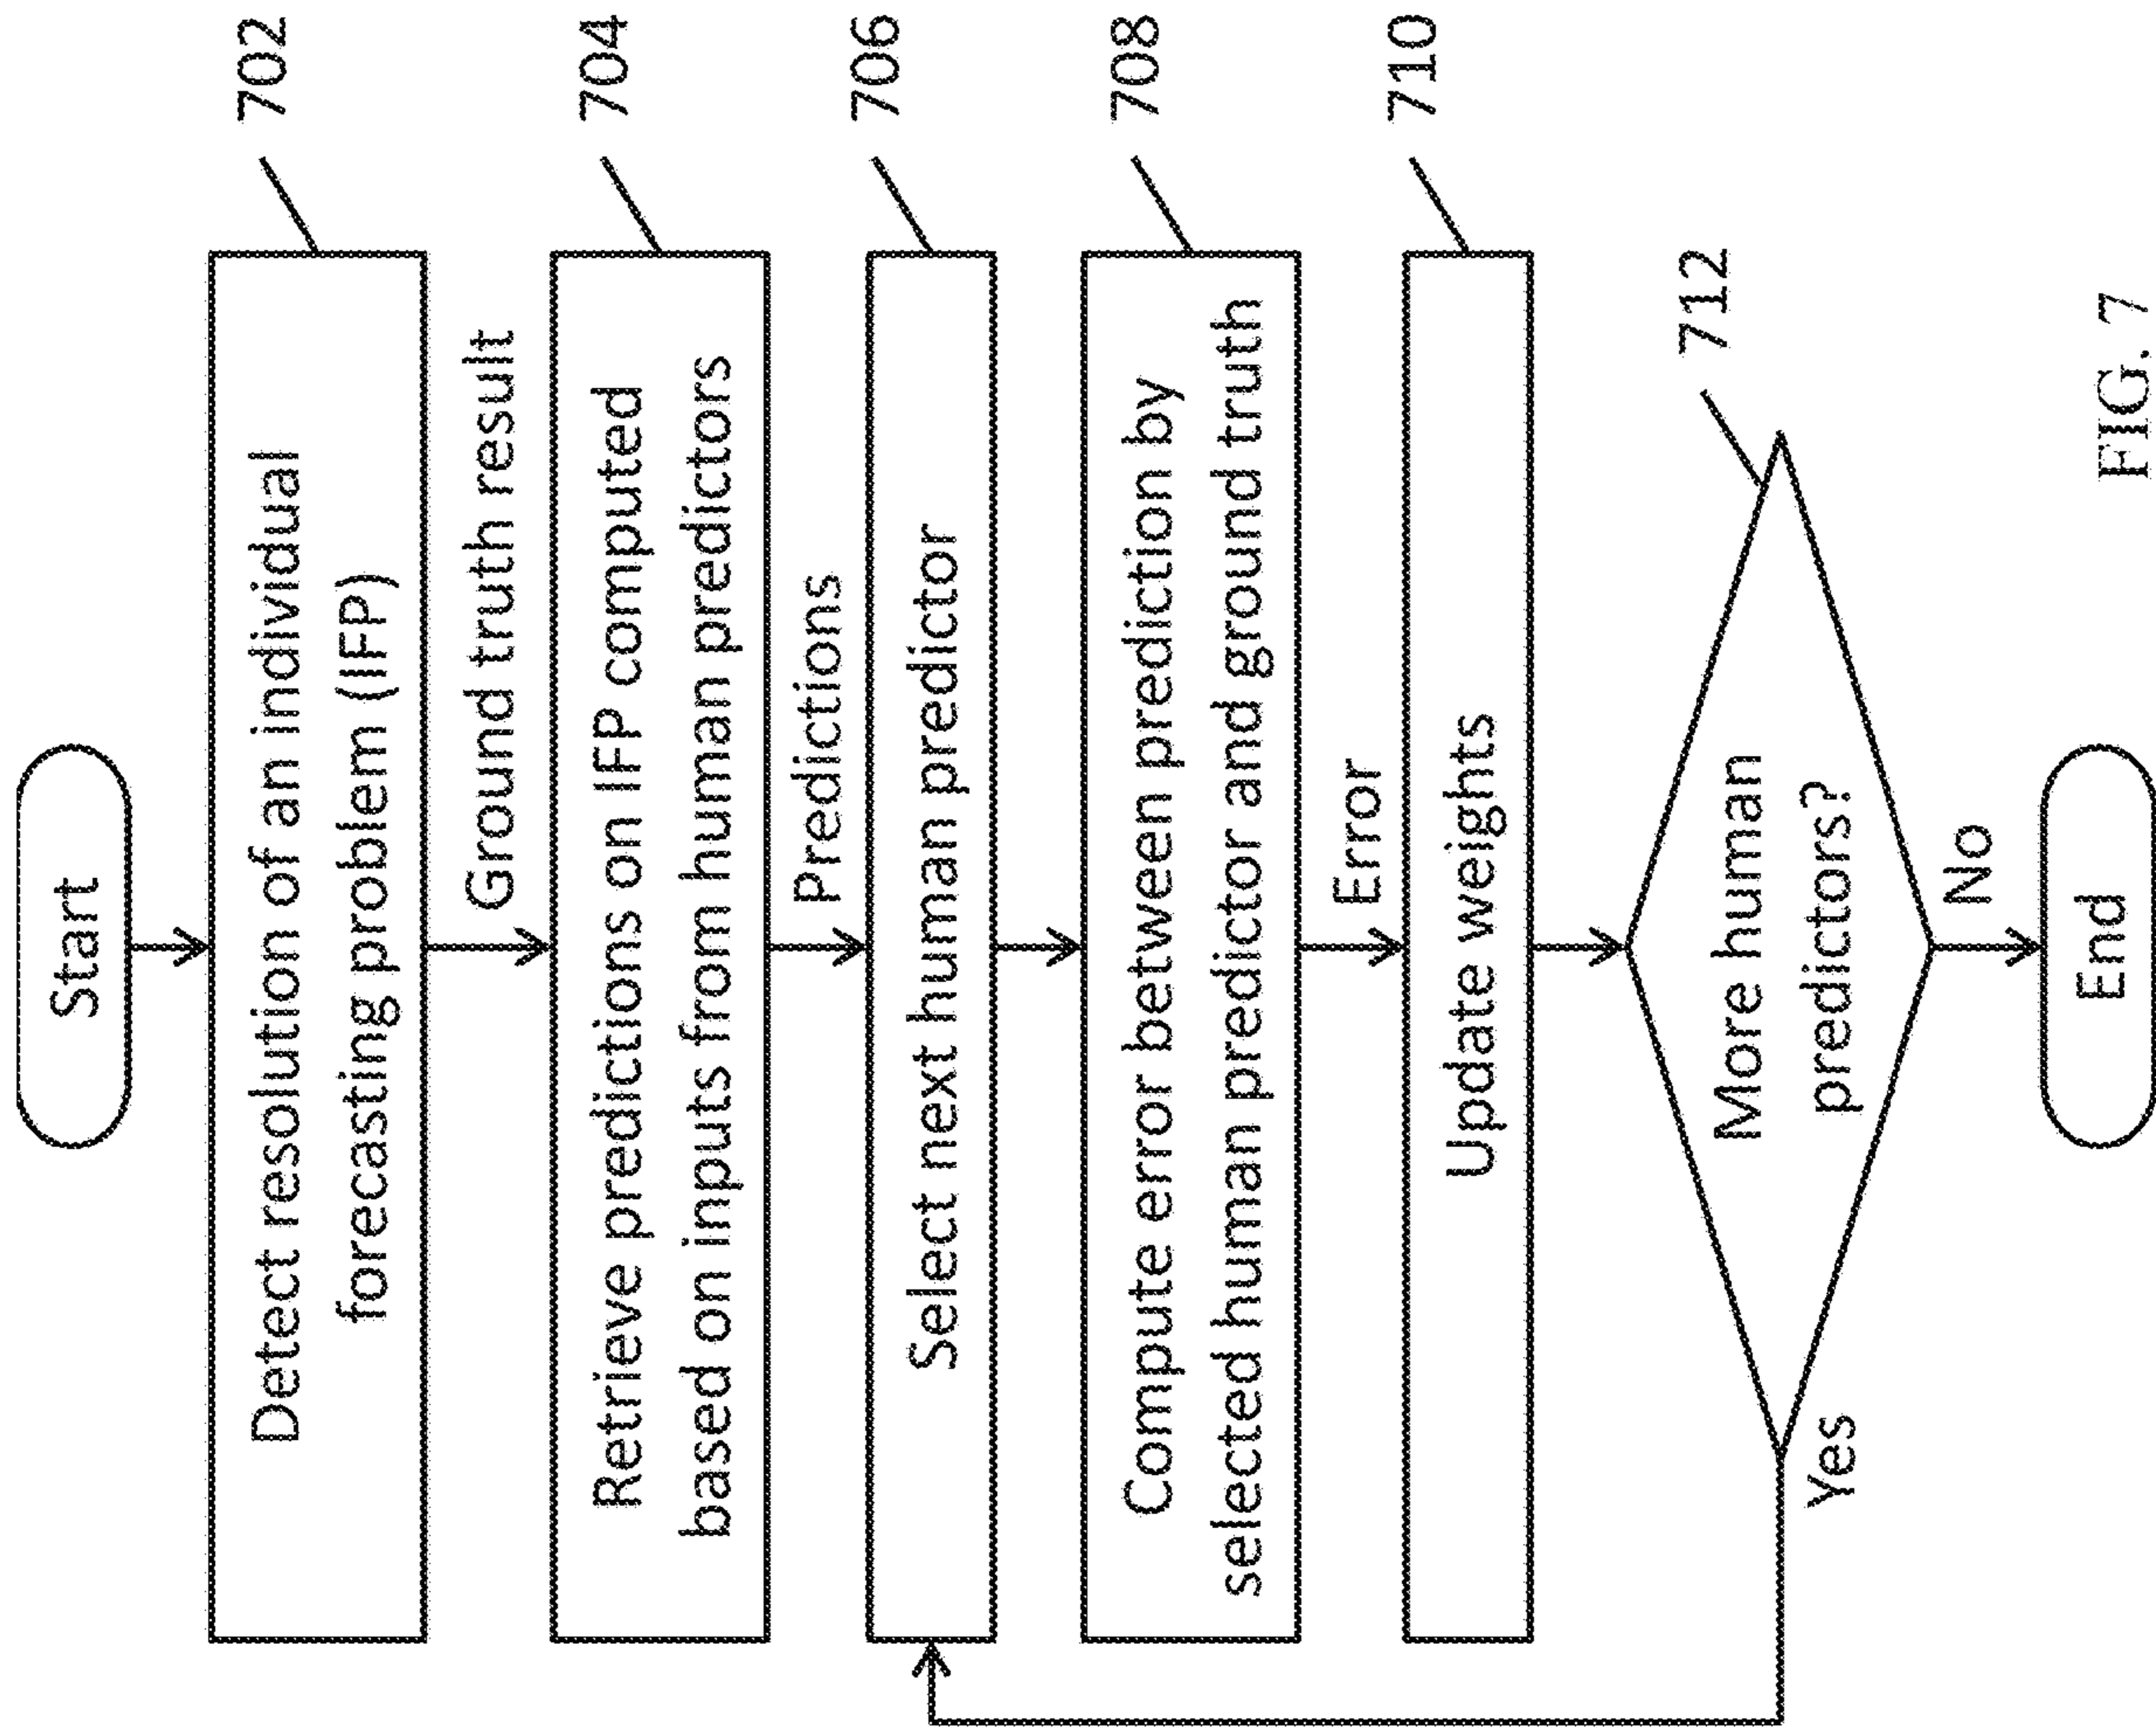 Start
702
Detect resolution of an individual
forecasting problem (IFP)
Ground truth result
704
Retrieve predictions on IFP computed
based on inputs from human predictors
Predictions
706
Select next human predictor
708
Compute error between prediction by
selected human predictor and ground truth
Error
710
Update weights
712
More human
predictors?
Yes
No
End
FIG. 7